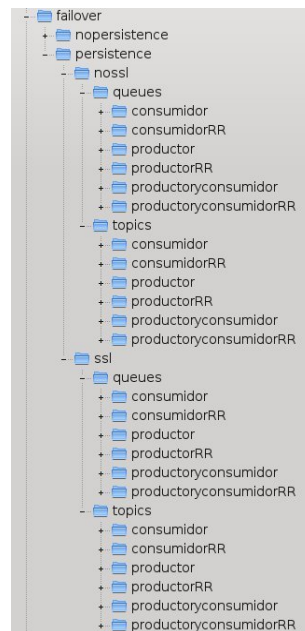 failover
nopersistence
persistence
nossl
queues
consumidor
consumidorRR
productor
productorRR
productoryconsumidor
productoryconsumidorRR
topics
consumidor
consumidorRR
productor
productorRR
productoryconsumidor
productoryconsumidorRR
ssl
queues
consumidor
consumidorRR
productor
productorRR
productoryconsumidor
productoryconsumidorRR
topics
consumidor
consumidorRR
productor
productorRR
productoryconsumidor
productoryconsumidorRR